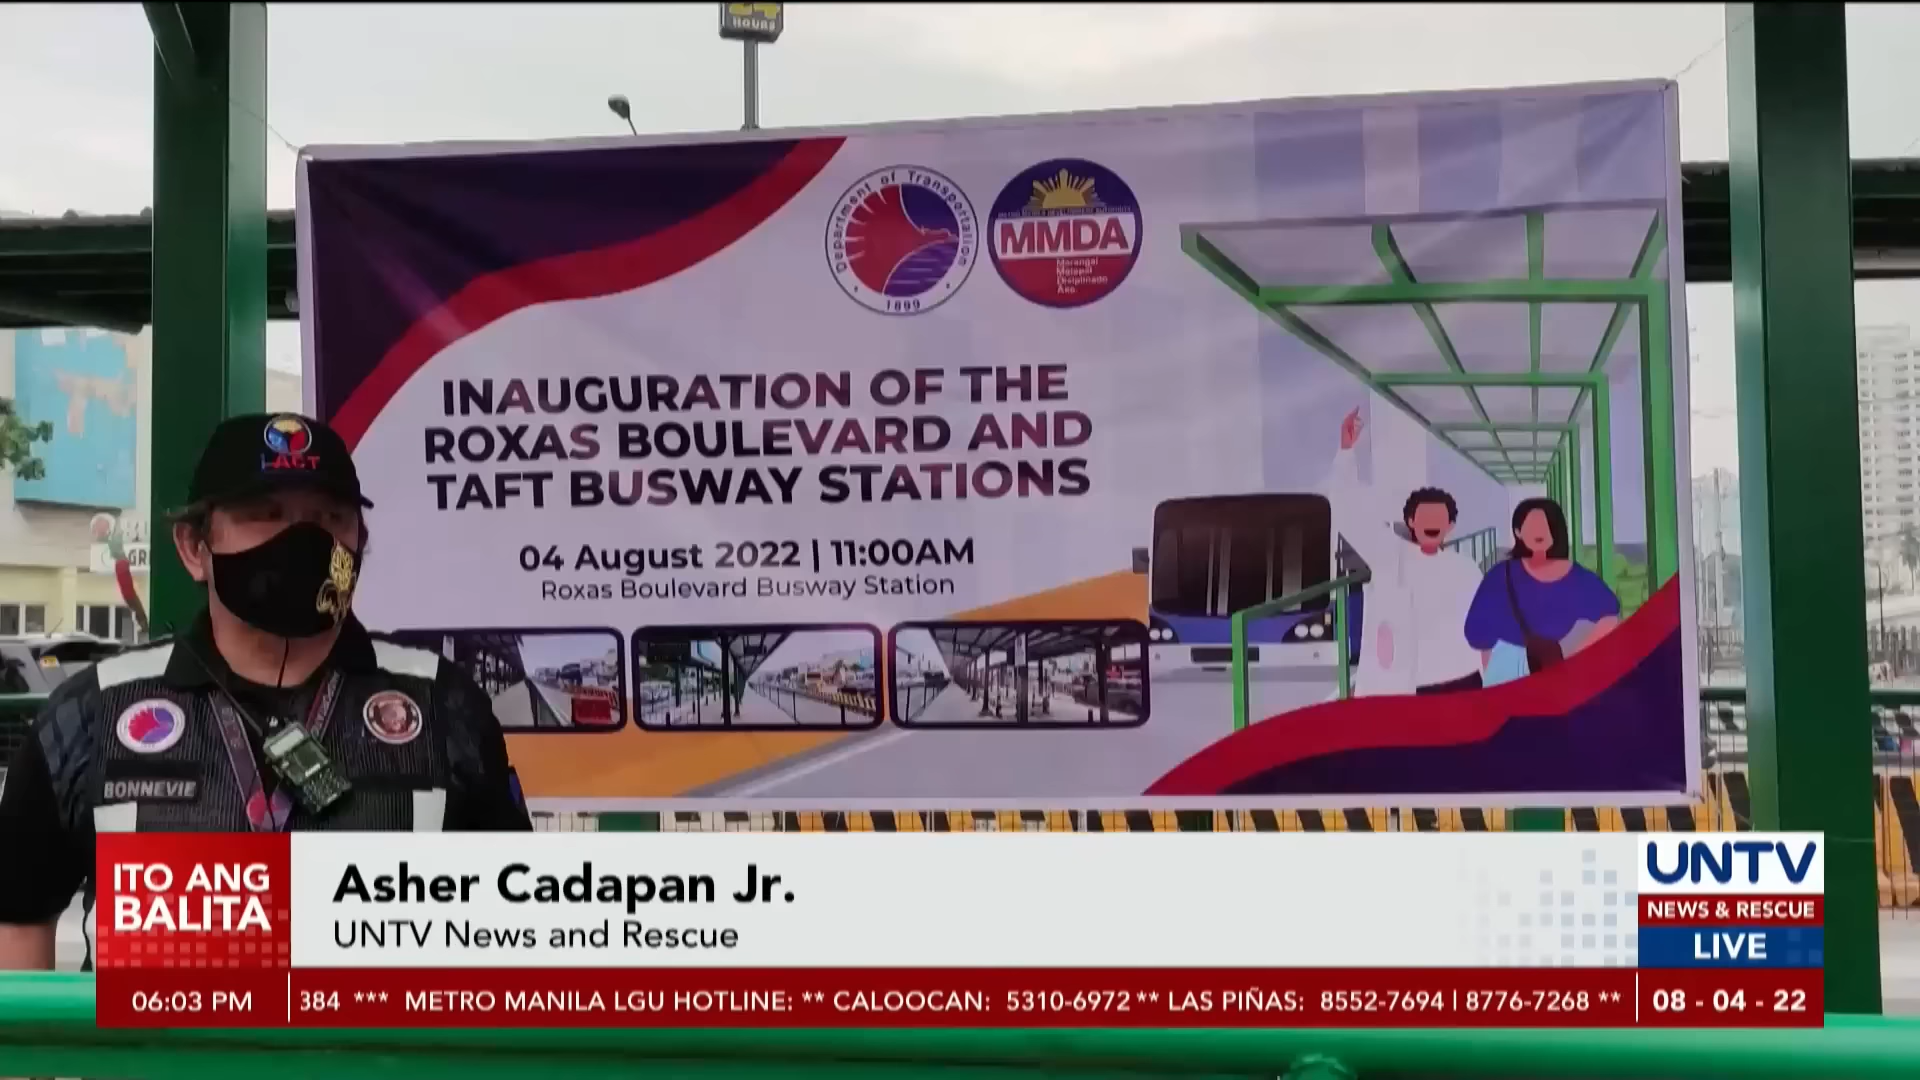 24
HOURS
Department of Transportation
1899
MMDA
Marangal
Matapat
Disiplinado
Ako.
INAUGURATION OF THE
ROXAS BOULEVARD AND
TAFT BUSWAY STATIONS
04 August 2022 | 11:00AM
Roxas Boulevard Busway Station
I-ACT
GR
BONNEVIE
ITO ANG
BALITA
Asher Cadapan Jr.
UNTV News and Rescue
UNTV
NEWS & RESCUE
LIVE
06:03 PM
384 *** METRO MANILA LGU HOTLINE: ** CALOOCAN: 5310-6972 ** LAS PIÑAS: 8552-7694 | 8776-7268 **
08 - 04 - 22